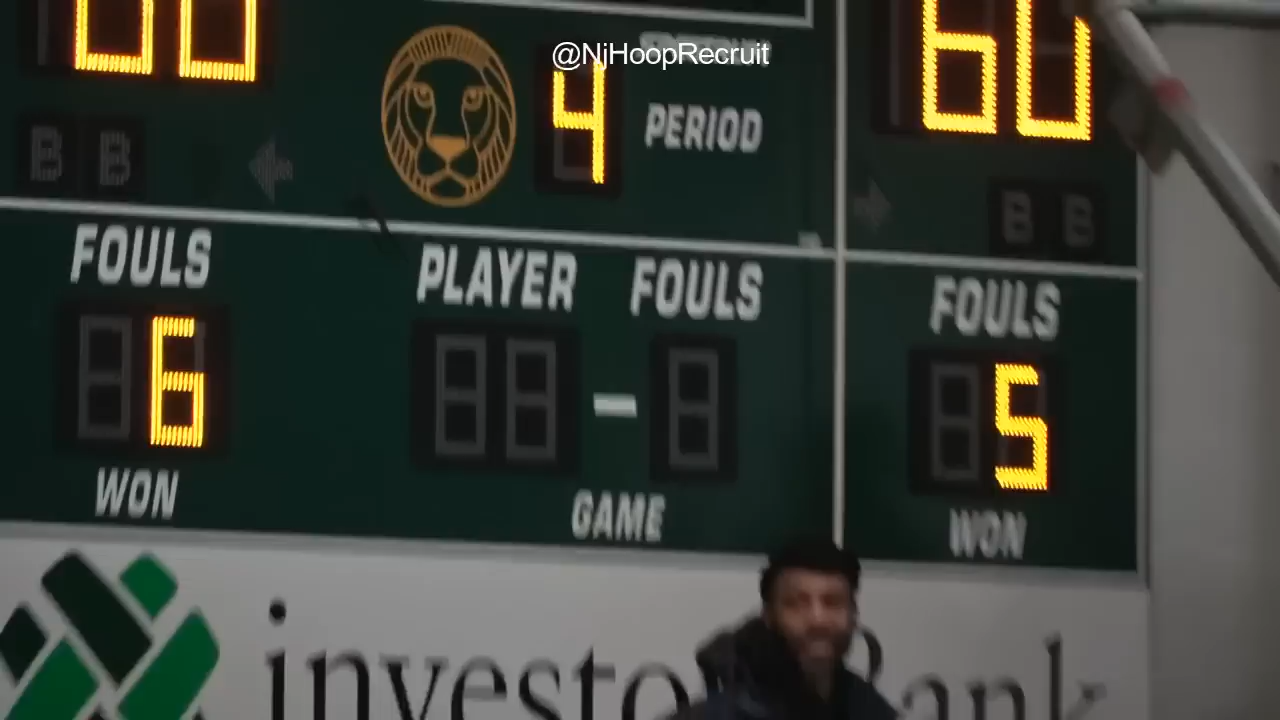 @NjHoopRecruit
60
4
PERIOD
B B
B B
FOULS
PLAYER FOULS
FOULS
6
-
5
WON
GAME
WON